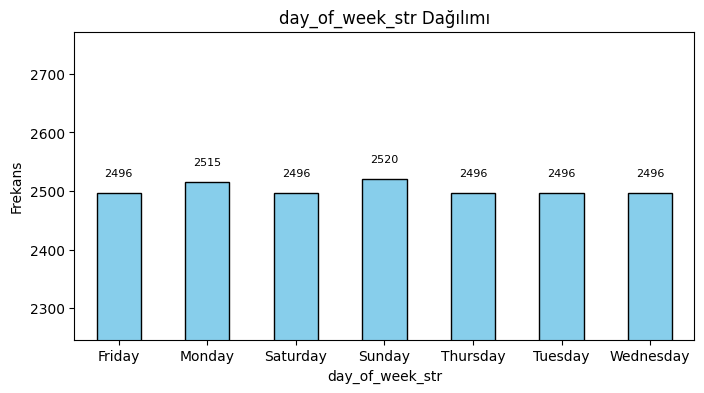 day_of_week_str Dağılımı
Frekans
2700
2600
2500
2400
2300
2496
2515
2496
2520
2496
2496
2496
Friday
Monday
Saturday
Sunday
Thursday
Tuesday
Wednesday
day_of_week_str